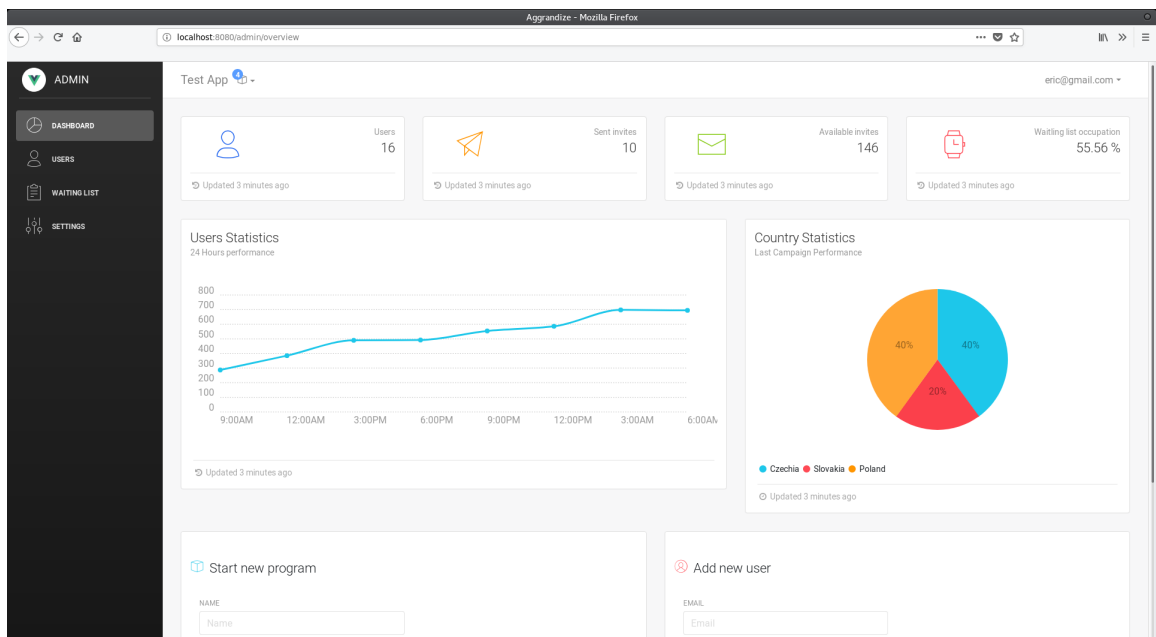 Aggrandize - Mozilla Firefox
localhost:8080/admin/overview
ADMIN
DASHBOARD
USERS
WAITING LIST
SETTINGS
Test App
4
eric@gmail.com
Users
16
Updated 3 minutes ago
Sent invites
10
Updated 3 minutes ago
Available invites
146
Updated 3 minutes ago
Waitling list occupation
55.56 %
Updated 3 minutes ago
Users Statistics
24 Hours performance
800
700
600
500
400
300
200
100
0
9:00AM 12:00AM 3:00PM 6:00PM 9:00PM 12:00PM 3:00AM 6:00AM
Updated 3 minutes ago
Country Statistics
Last Campaign Performance
40%
40%
20%
Czechia Slovakia Poland
Updated 3 minutes ago
Start new program
NAME
Name
Add new user
EMAIL
Email